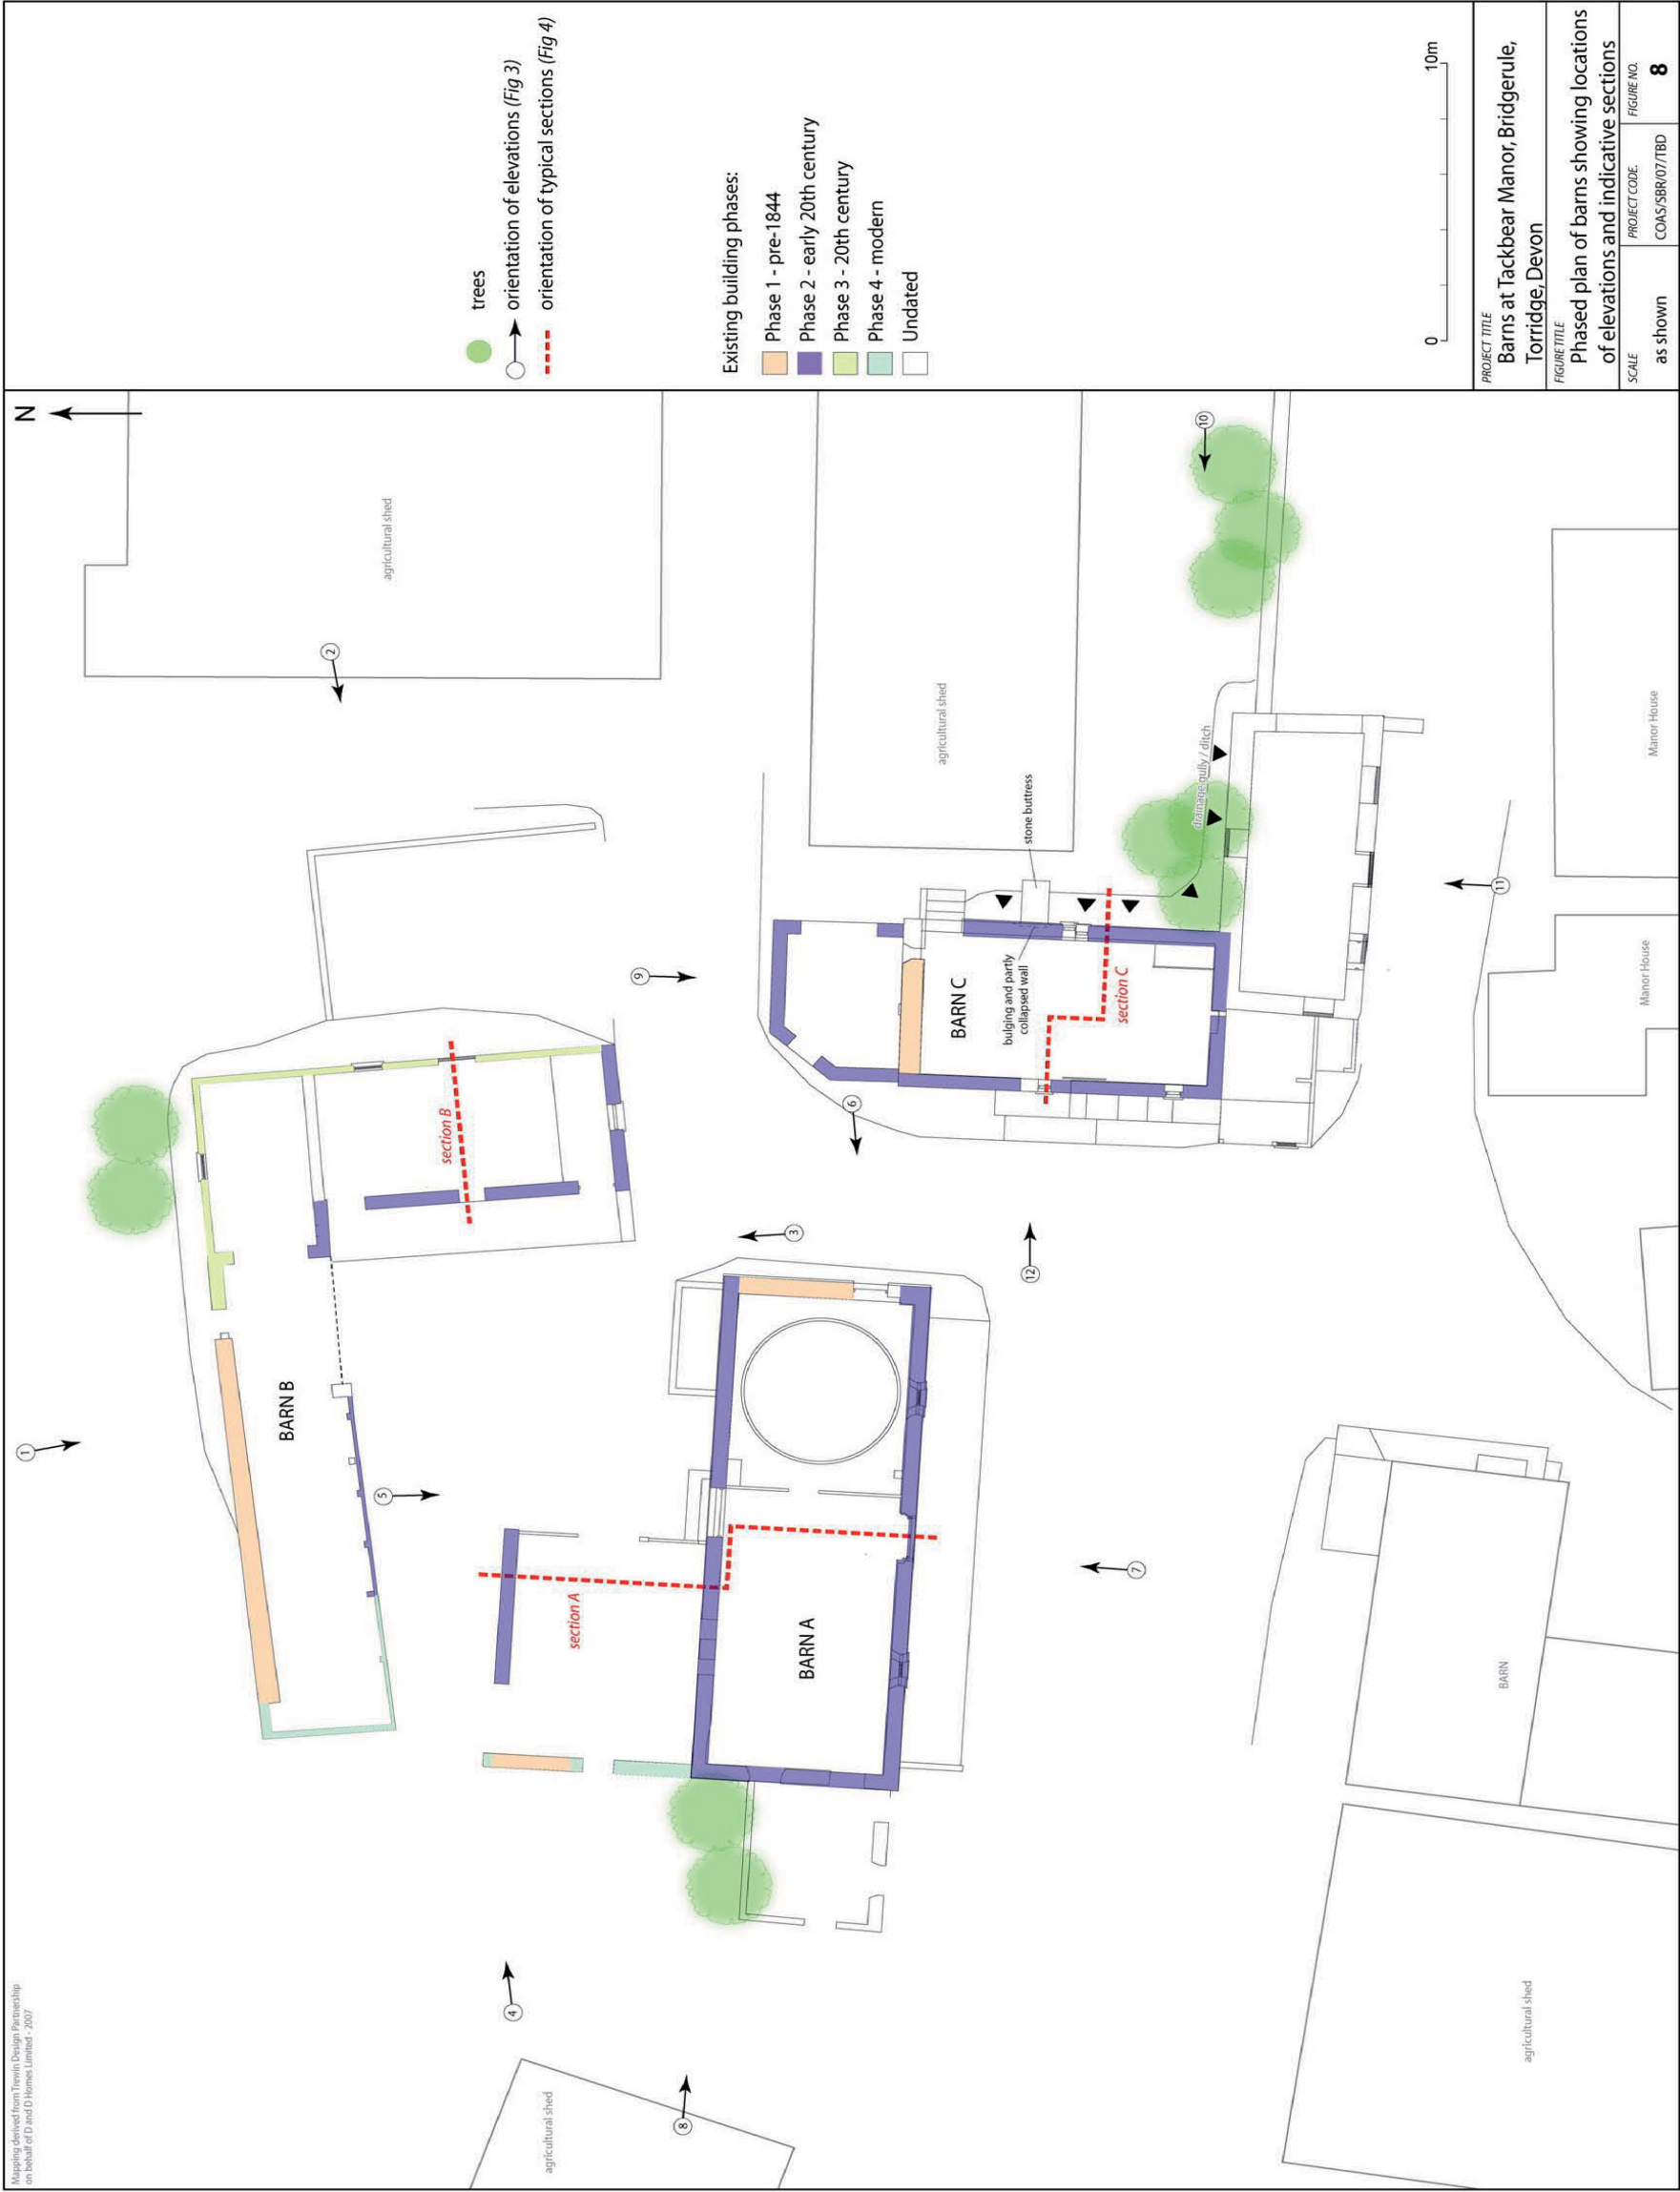 Mapping derived from Trewin Design Partnership
on behalf of D and D Homes Limited - 2007
N
1
2
3
4
5
6
7
8
9
10
11
12
agricultural shed
agricultural shed
agricultural shed
agricultural shed
BARN B
section B
section A
BARN A
BARN C
section C
bulging and partly
collapsed wall
stone buttress
drainage gully / ditch
BARN
Manor House
Manor House
trees
orientation of elevations (Fig 3)
orientation of typical sections (Fig 4)
Existing building phases:
Phase 1 - pre-1844
Phase 2 - early 20th century
Phase 3 - 20th century
Phase 4 - modern
Undated
0
10m
PROJECT TITLE
Barns at Tackbear Manor, Bridgerule,
Torridge, Devon
FIGURE TITLE
Phased plan of barns showing locations
of elevations and indicative sections
SCALE
as shown
PROJECT CODE.
COAS/SBR/07/TBD
FIGURE NO.
8